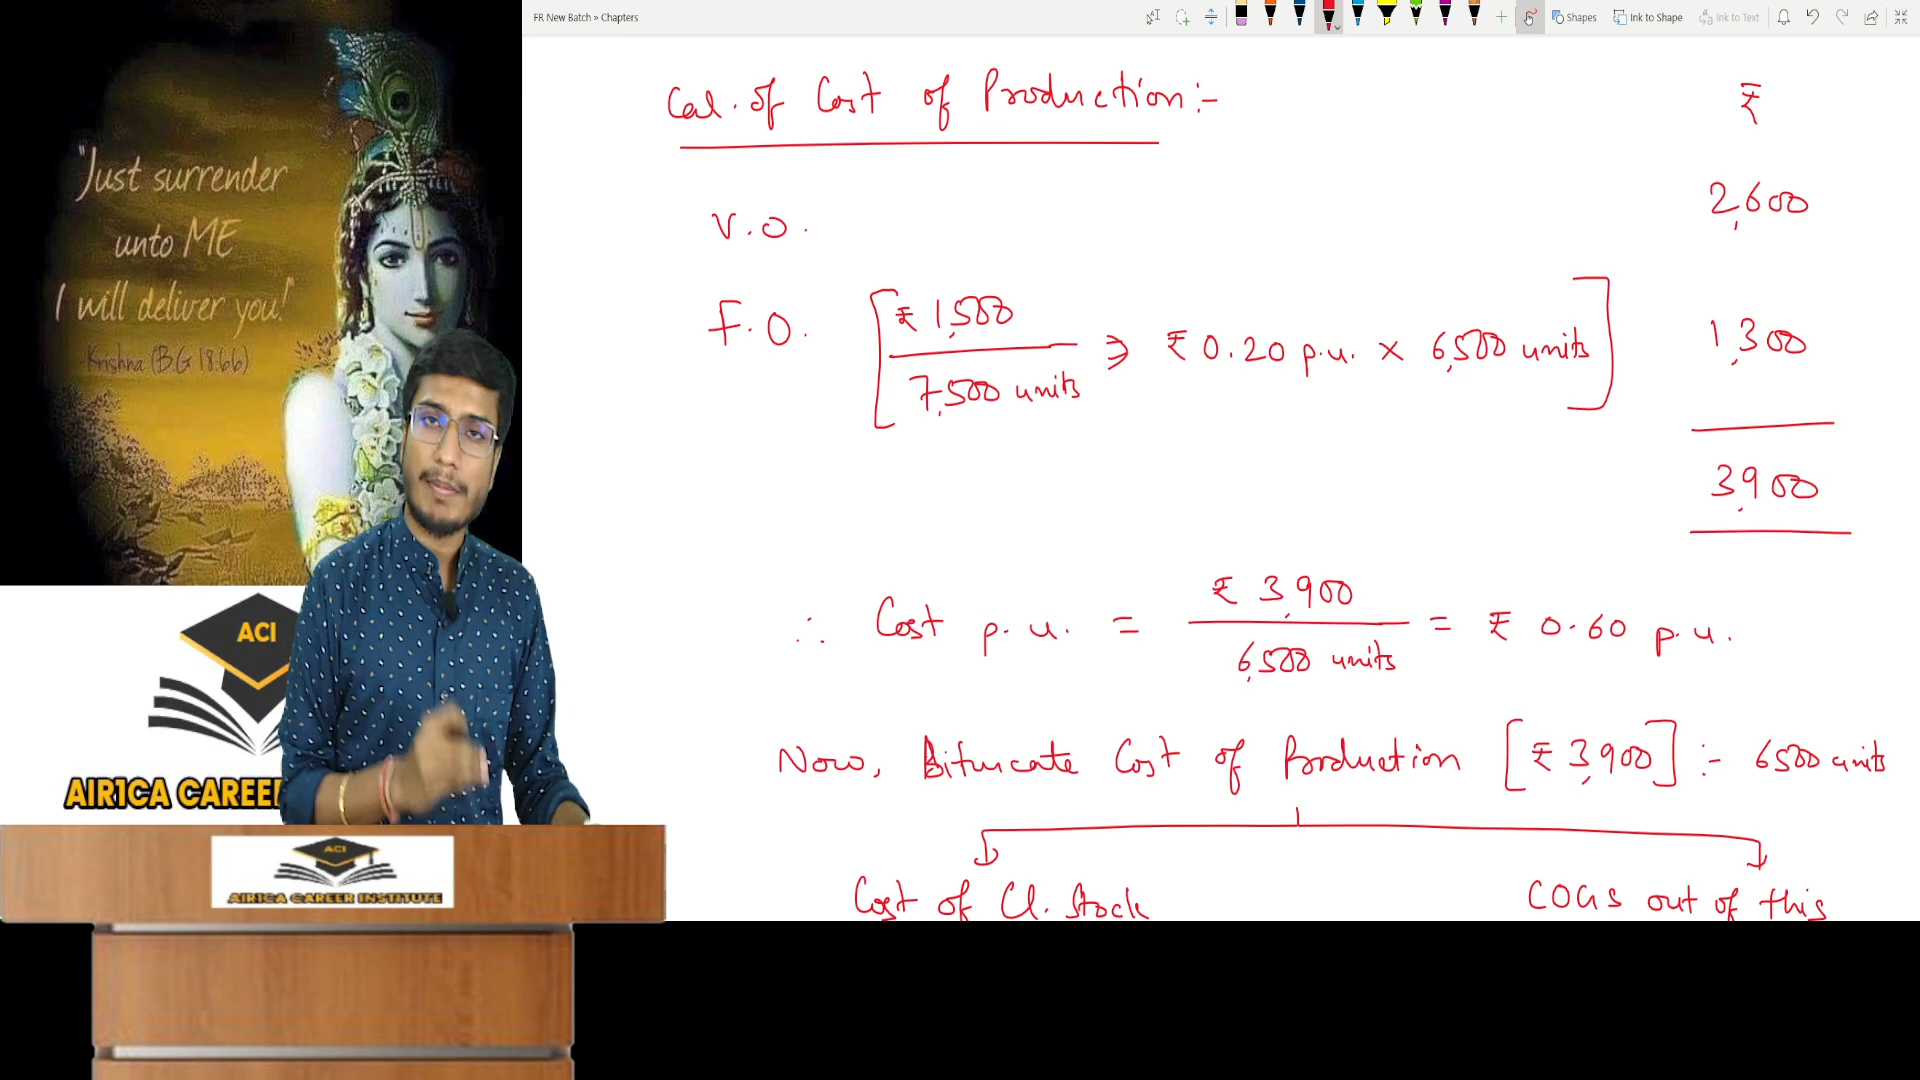 FR New Batch » Chapters
Shapes
Ink to Shape
Ink to Text
"Just surrender
unto ME
I will deliver you!"
-Krishna (B.G 18.66)
ACI
AIR1CA CAREE
ACI
AIR1CA CAREER INSTITUTE
Cal. of Cost of Production:- ₹
V.O. 2,600
F.O. [₹ 1,500 / 7,500 units ⇒ ₹ 0.20 p.u. × 6,500 units] 1,300
3,900
∴ Cost p.u. = ₹ 3,900 / 6,500 units = ₹ 0.60 p.u.
Now, Bifurcate Cost of Production [₹ 3,900] :- 6500 units
Cost of Cl. Stock
COGS out of this